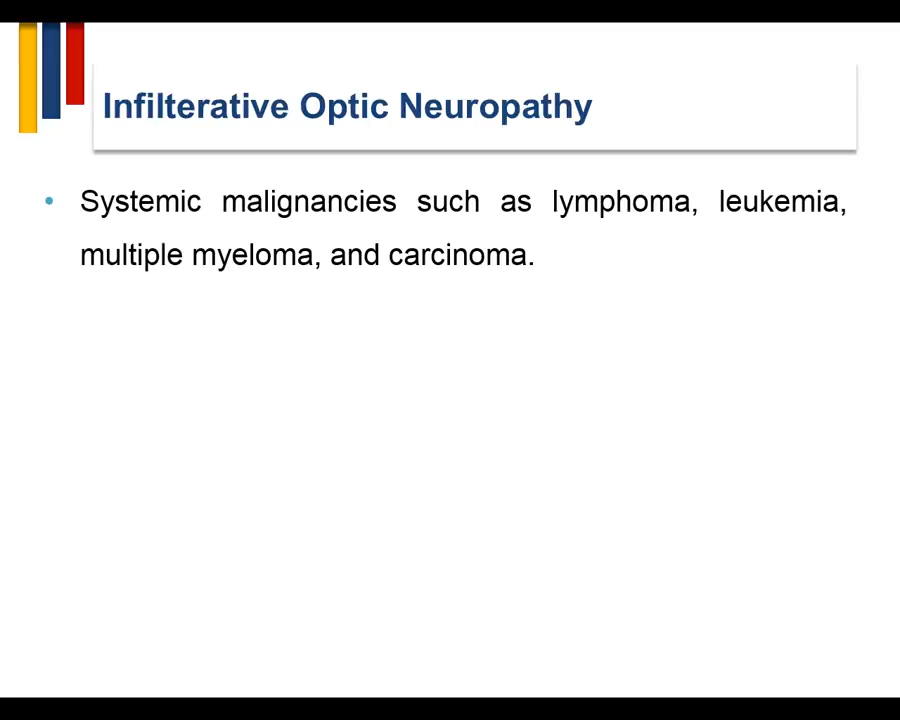 Infilterative Optic Neuropathy
• Systemic malignancies such as lymphoma, leukemia,
multiple myeloma, and carcinoma.